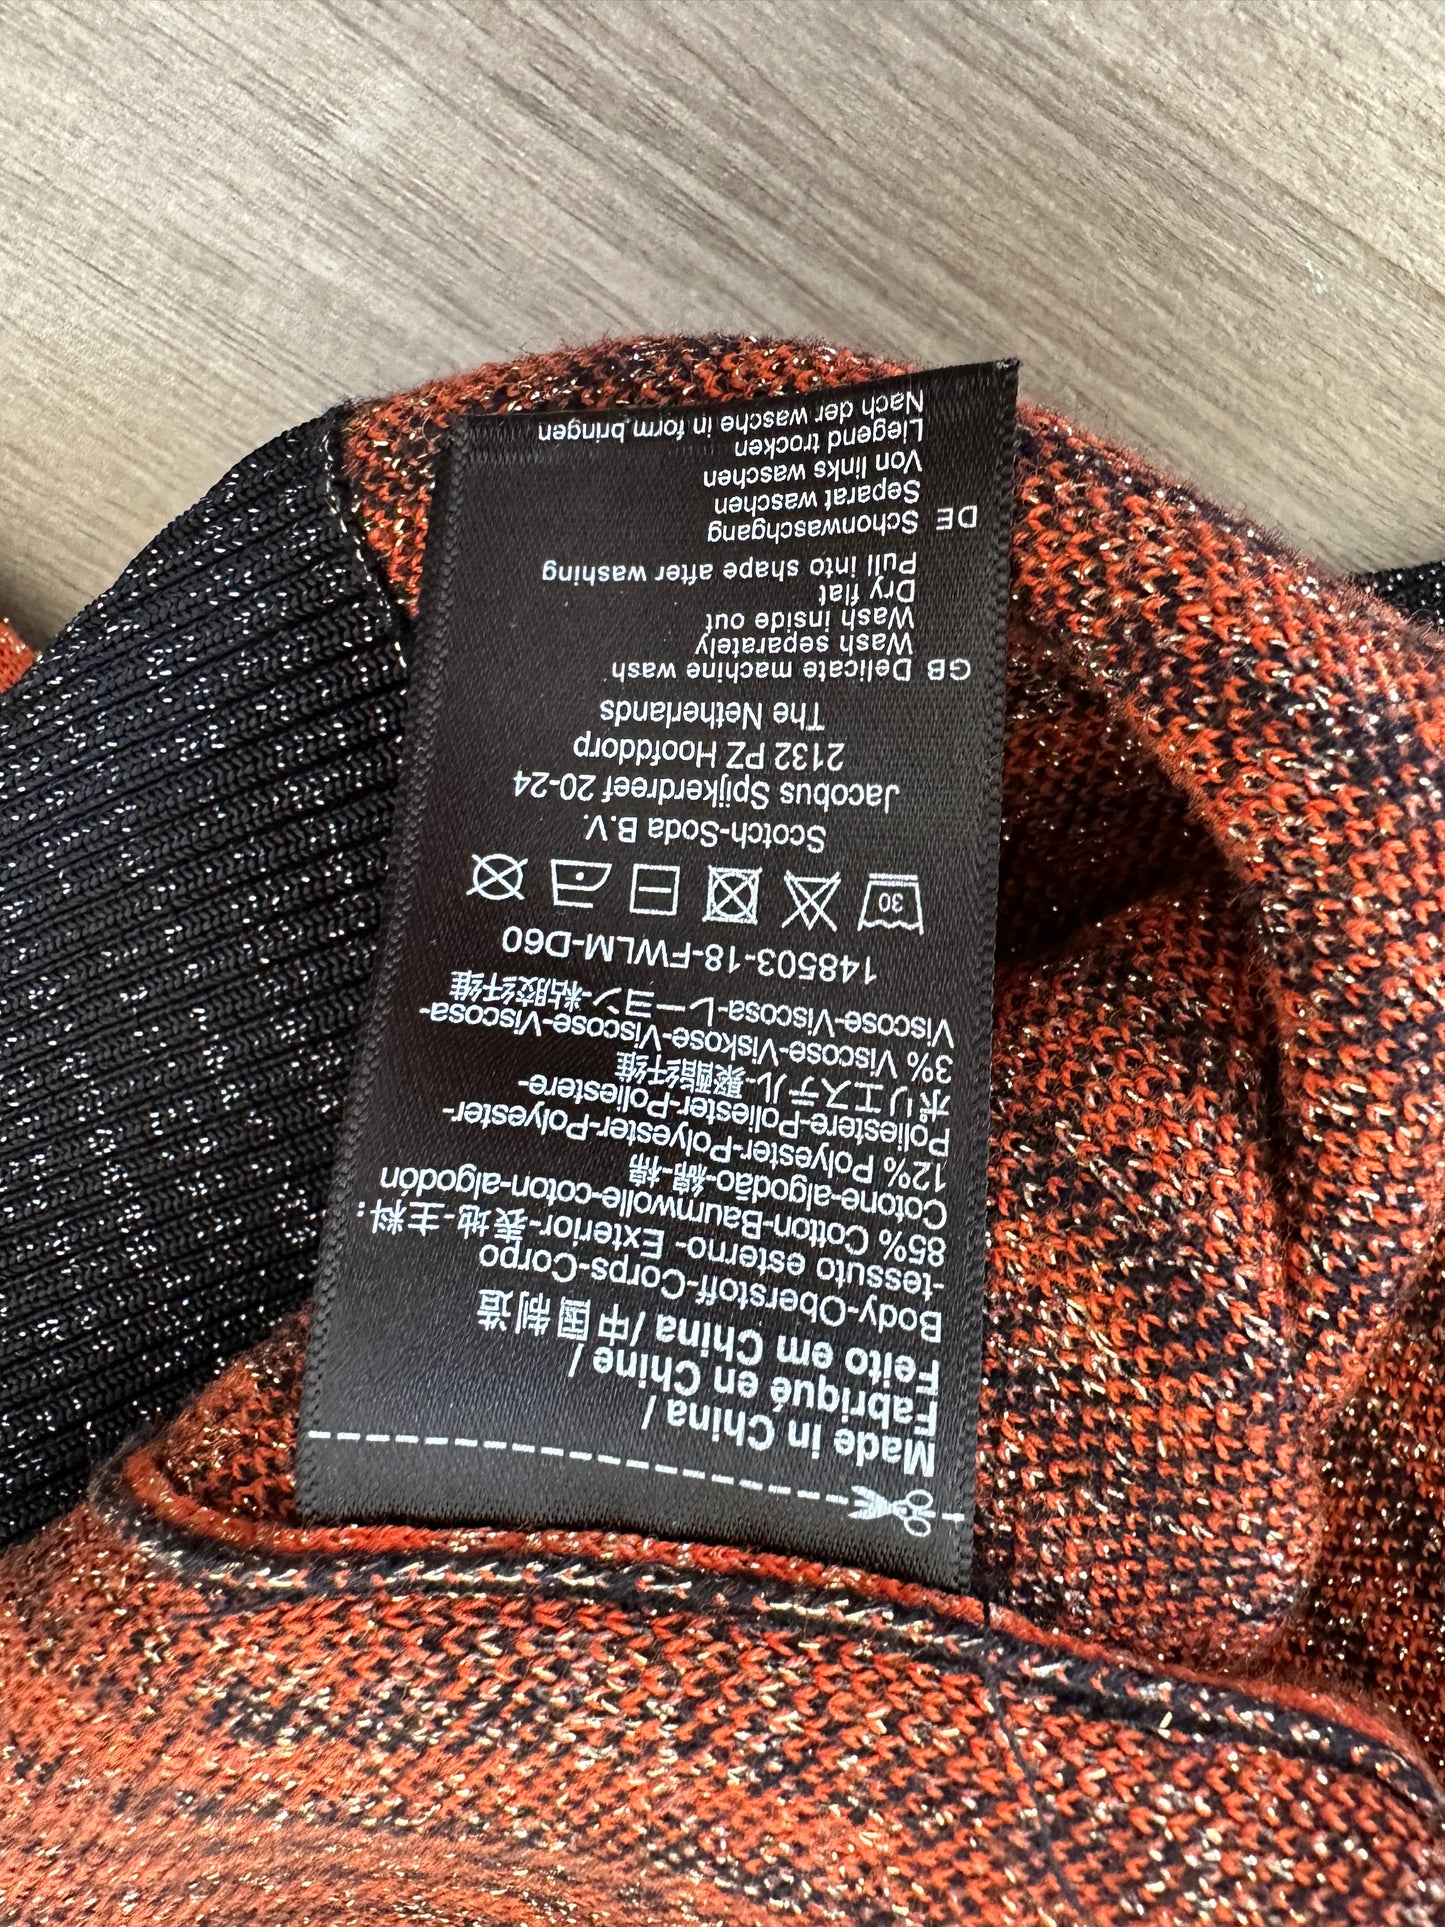 Made in China /
Fabriqué en Chine /
Feito em China / 中国制造
Body-Oberstoff-Corps-Corpo
-tessuto esterno- Exterior-表地-主料:
85% Cotton-Baumwolle-coton-algodón
Cotone-algodão-綿-棉
12% Polyester-Polyester-Polyester-
Poliestere-Poliester-Poliestere-
ポリエステル-聚酯纤维
3% Viscose-Viskose-Viscose-Viscosa-
Viscose-Viscose-Viscosa-レーヨン-粘胶纤维
148503-18-FWLM-D60
30
Scotch-Soda B.V.
Jacobus Spijkerdreef 20-24
2132 PZ Hoofddorp
The Netherlands
GB Delicate machine wash
Wash separately
Wash inside out
Dry flat
Pull into shape after washing
DE Schonwaschgang
Separat waschen
Von links waschen
Liegend trocken
Nach der wasche in form bringen